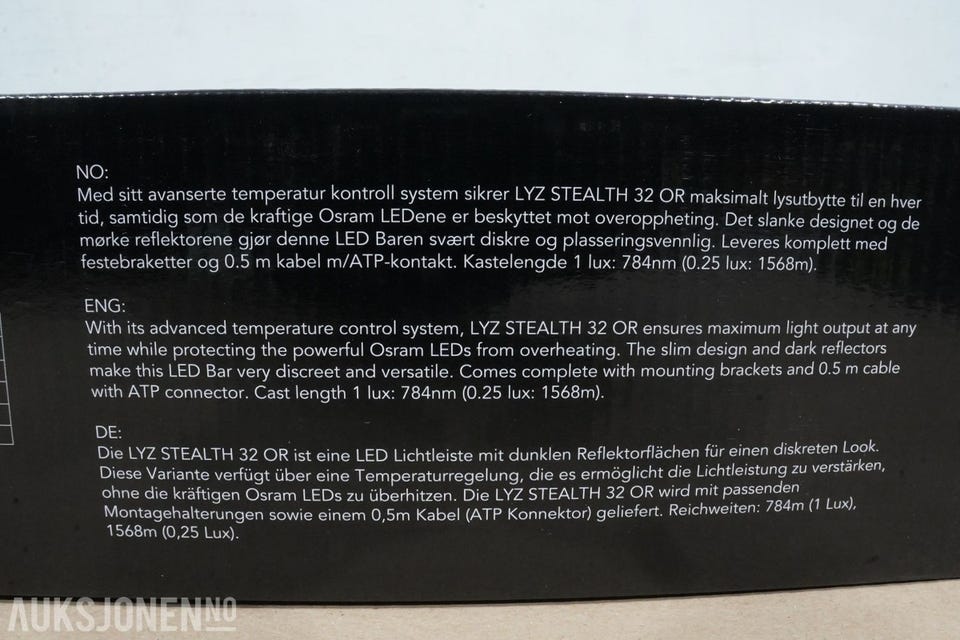 NO:
Med sitt avanserte temperatur kontroll system sikrer LYZ STEALTH 32 OR maksimalt lysutbytte til en hver
tid, samtidig som de kraftige Osram LEDene er beskyttet mot overoppheting. Det slanke designet og de
mørke reflektorene gjør denne LED Baren svært diskre og plasseringsvennlig. Leveres komplett med
festebraketter og 0.5 m kabel m/ATP-kontakt. Kastelengde 1 lux: 784nm (0.25 lux: 1568m).
ENG:
With its advanced temperature control system, LYZ STEALTH 32 OR ensures maximum light output at any
time while protecting the powerful Osram LEDs from overheating. The slim design and dark reflectors
make this LED Bar very discreet and versatile. Comes complete with mounting brackets and 0.5 m cable
with ATP connector. Cast length 1 lux: 784nm (0.25 lux: 1568m).
DE:
Die LYZ STEALTH 32 OR ist eine LED Lichtleiste mit dunklen Reflektorflächen für einen diskreten Look.
Diese Variante verfügt über eine Temperaturregelung, die es ermöglicht die Lichtleistung zu verstärken,
ohne die kräftigen Osram LEDs zu überhitzen. Die LYZ STEALTH 32 OR wird mit passenden
Montagehalterungen sowie einem 0,5m Kabel (ATP Konnektor) geliefert. Reichweiten: 784m (1 Lux),
1568m (0,25 Lux).
AUKSJONEN.NO